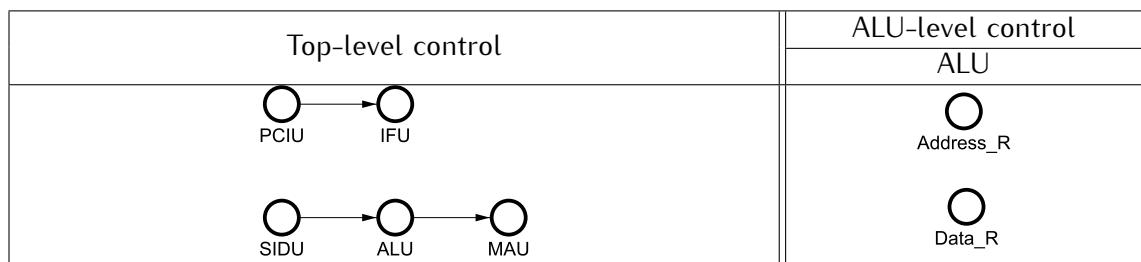 Top-level control
ALU-level control
ALU
PCIU IFU
Address_R
SIDU ALU MAU
Data_R